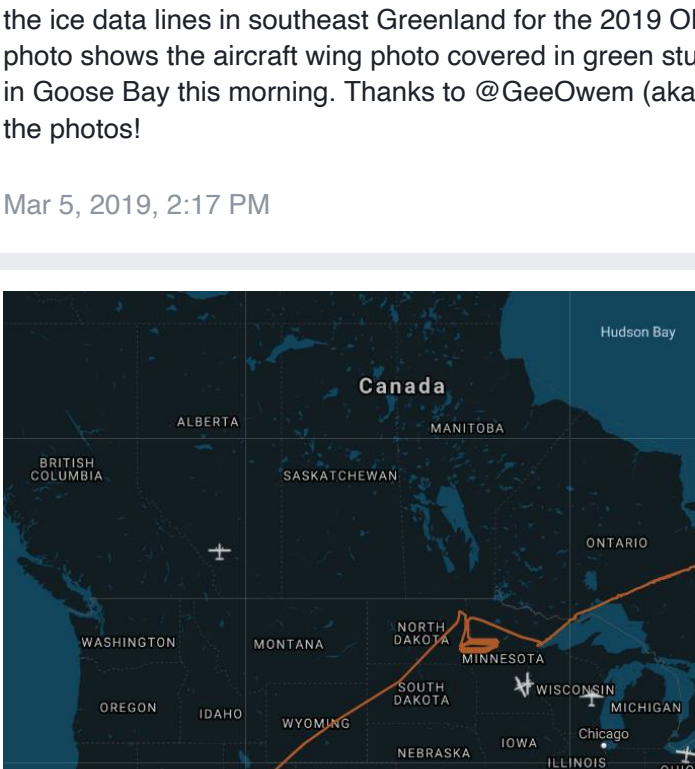 the ice data lines in southeast Greenland for the 2019
photo shows the aircraft wing photo covered in green
in Goose Bay this morning. Thanks to @GeeOwem (aka
the photos!
Mar 5, 2019, 2:17 PM
Hudson Bay
Canada
ALBERTA
MANITOBA
BRITISH
COLUMBIA
SASKATCHEWAN
ONTARIO
NORTH
DAKOTA
WASHINGTON
MONTANA
MINNESOTA
SOUTH
DAKOTA
WISCONSIN
OREGON
IDAHO
MICHIGAN
WYOMING
Chicago
IOWA
NEBRASKA
ILLINOIS
OHIO